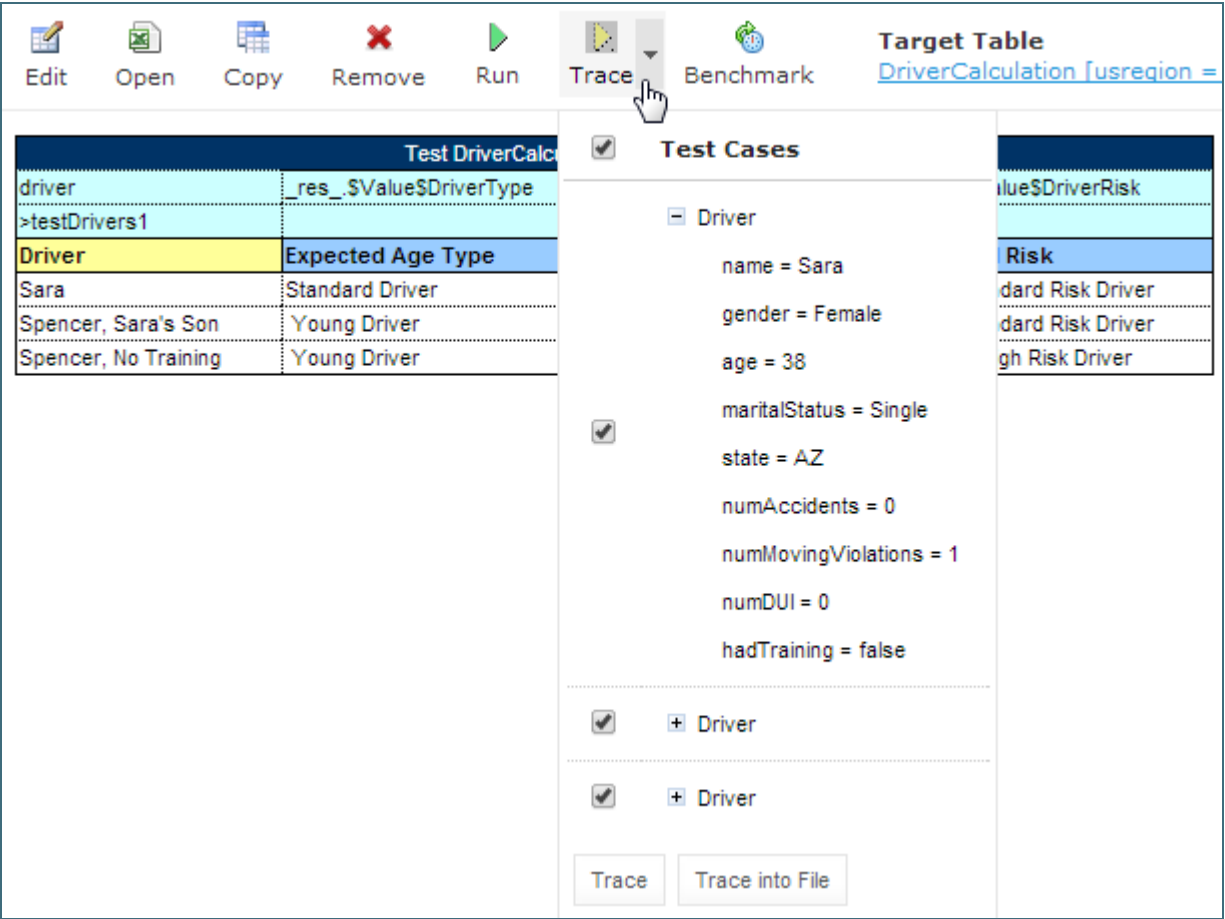 Edit Open Copy Remove Run Trace Benchmark
Target Table
DriverCalculation [usregion =
Test DriverCalc
driver _res_.$Value$DriverType alue$DriverRisk
>testDrivers1
Driver Expected Age Type Risk
Sara Standard Driver dard Risk Driver
Spencer, Sara's Son Young Driver dard Risk Driver
Spencer, No Training Young Driver gh Risk Driver
Test Cases
Driver
name = Sara
gender = Female
age = 38
maritalStatus = Single
state = AZ
numAccidents = 0
numMovingViolations = 1
numDUI = 0
hadTraining = false
Driver
Driver
Trace Trace into File